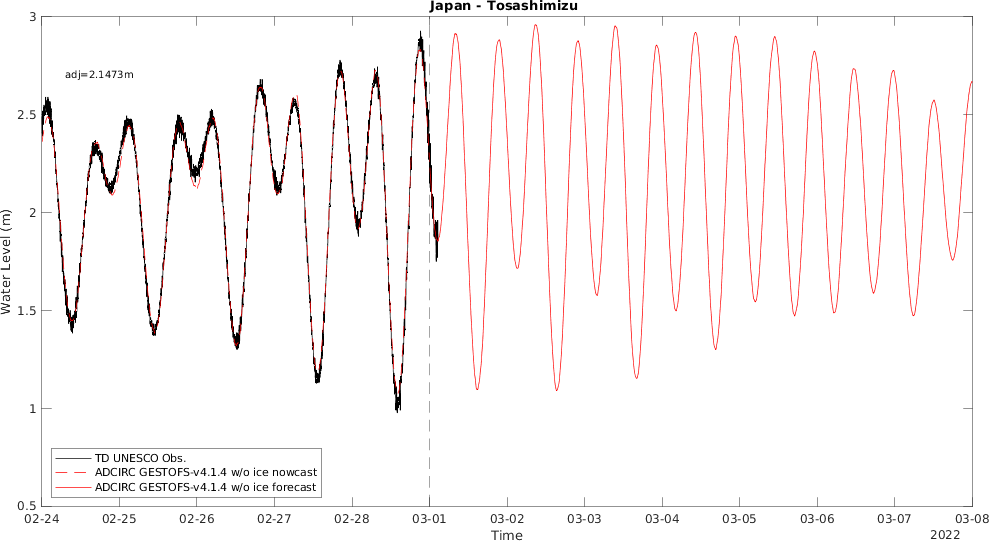 Japan - Tosashimizu
3
adj=2.1473m
2.5
2
Water Level (m)
1.5
1
0.5
TD UNESCO Obs.
ADCIRC GESTOFS-v4.1.4 w/o ice nowcast
ADCIRC GESTOFS-v4.1.4 w/o ice forecast
02-24 02-25 02-26 02-27 02-28 03-01 03-02 03-03 03-04 03-05 03-06 03-07 03-08
Time
2022